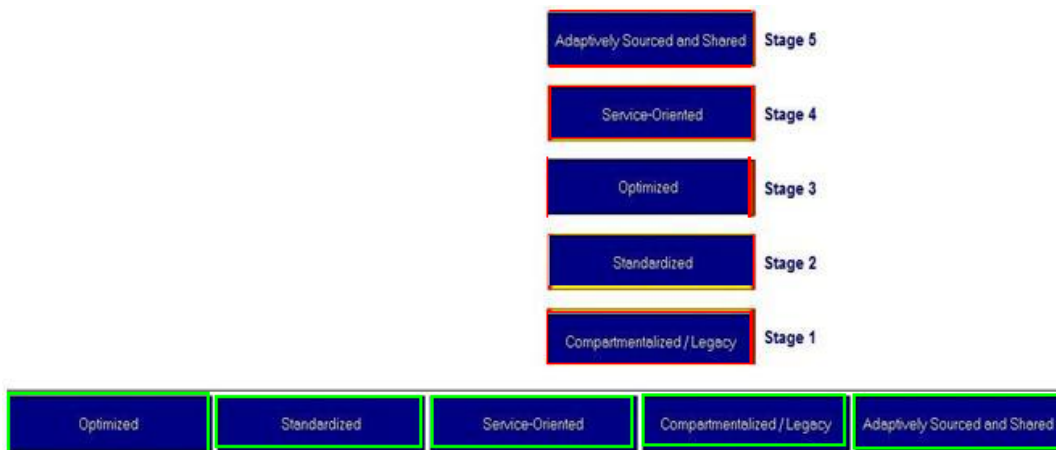 Adaptively Sourced and Shared Stage 5
Service-Oriented Stage 4
Optimized Stage 3
Standardized Stage 2
Compartmentalized / Legacy Stage 1
Optimized Standardized Service-Oriented Compartmentalized / Legacy Adaptively Sourced and Shared